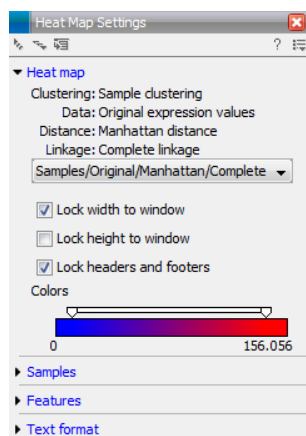 Heat Map Settings
?
Heat map
Clustering: Sample clustering
Data: Original expression values
Distance: Manhattan distance
Linkage: Complete linkage
Samples/Original/Manhattan/Complete
Lock width to window
Lock height to window
Lock headers and footers
Colors
0 156.056
Samples
Features
Text format